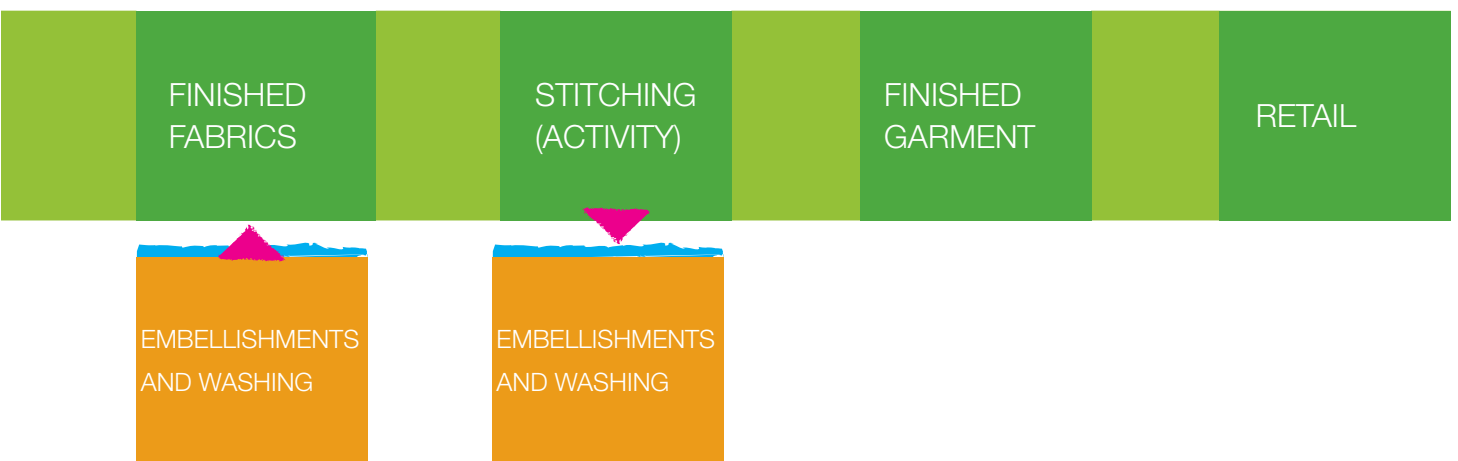 FINISHED
FABRICS
STITCHING
(ACTIVITY)
FINISHED
GARMENT
RETAIL
EMBELLISHMENTS
AND WASHING
EMBELLISHMENTS
AND WASHING